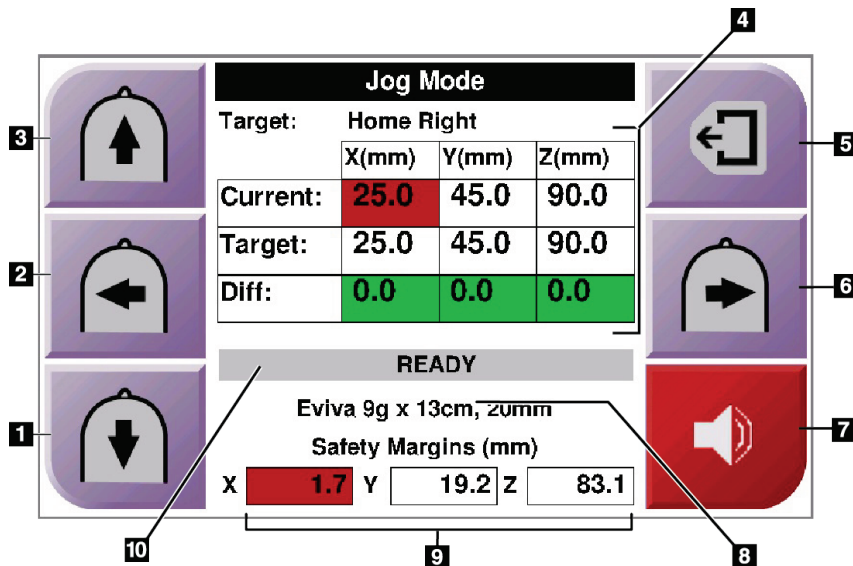 4
Jog Mode
Target: Home Right
3
5
X(mm) Y(mm) Z(mm)
Current: 25.0 45.0 90.0
Target: 25.0 45.0 90.0
2
6
Diff: 0.0 0.0 0.0
READY
Eviva 9g x 13cm, 20mm
1
7
Safety Margins (mm)
X 1.7 Y 19.2 Z 83.1
10
9
8